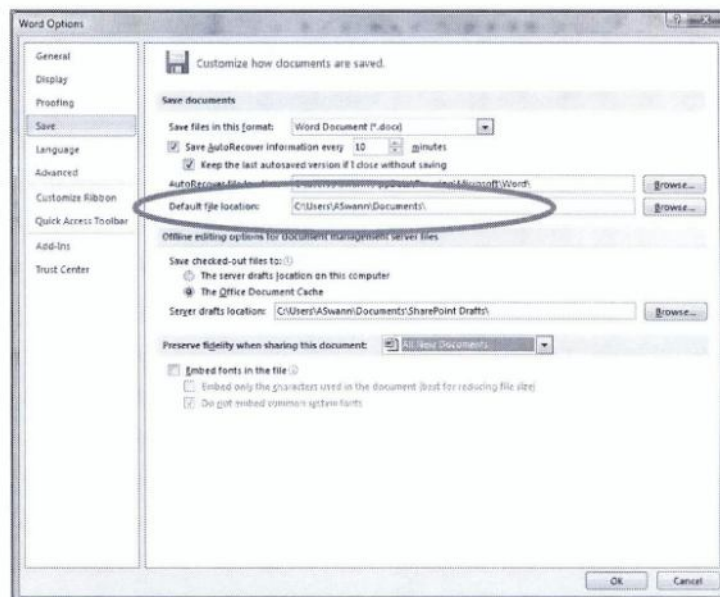 Word Options
General
Display
Proofing
Save
Language
Advanced
Customize Ribbon
Quick Access Toolbar
Add-Ins
Trust Center
Customize how documents are saved.
Save documents
Save files in this format: Word Document (*.docx)
Save AutoRecover information every 10 minutes
Keep the last autosaved version if I close without saving
AutoRecover file Microsoft\Word\ Browse...
Default file location: C:\Users\ASwann\Documents\ Browse...
Offline editing options for document management server files
Save checked-out files to:
The server drafts location on this computer
The Office Document Cache
Server drafts location: C:\Users\ASwann\Documents\SharePoint Drafts\ Browse...
Preserve fidelity when sharing this document: All New Documents
Embed fonts in the file
Embed only the characters used in the document (best for reducing file size)
Do not embed common system fonts
OK Cancel